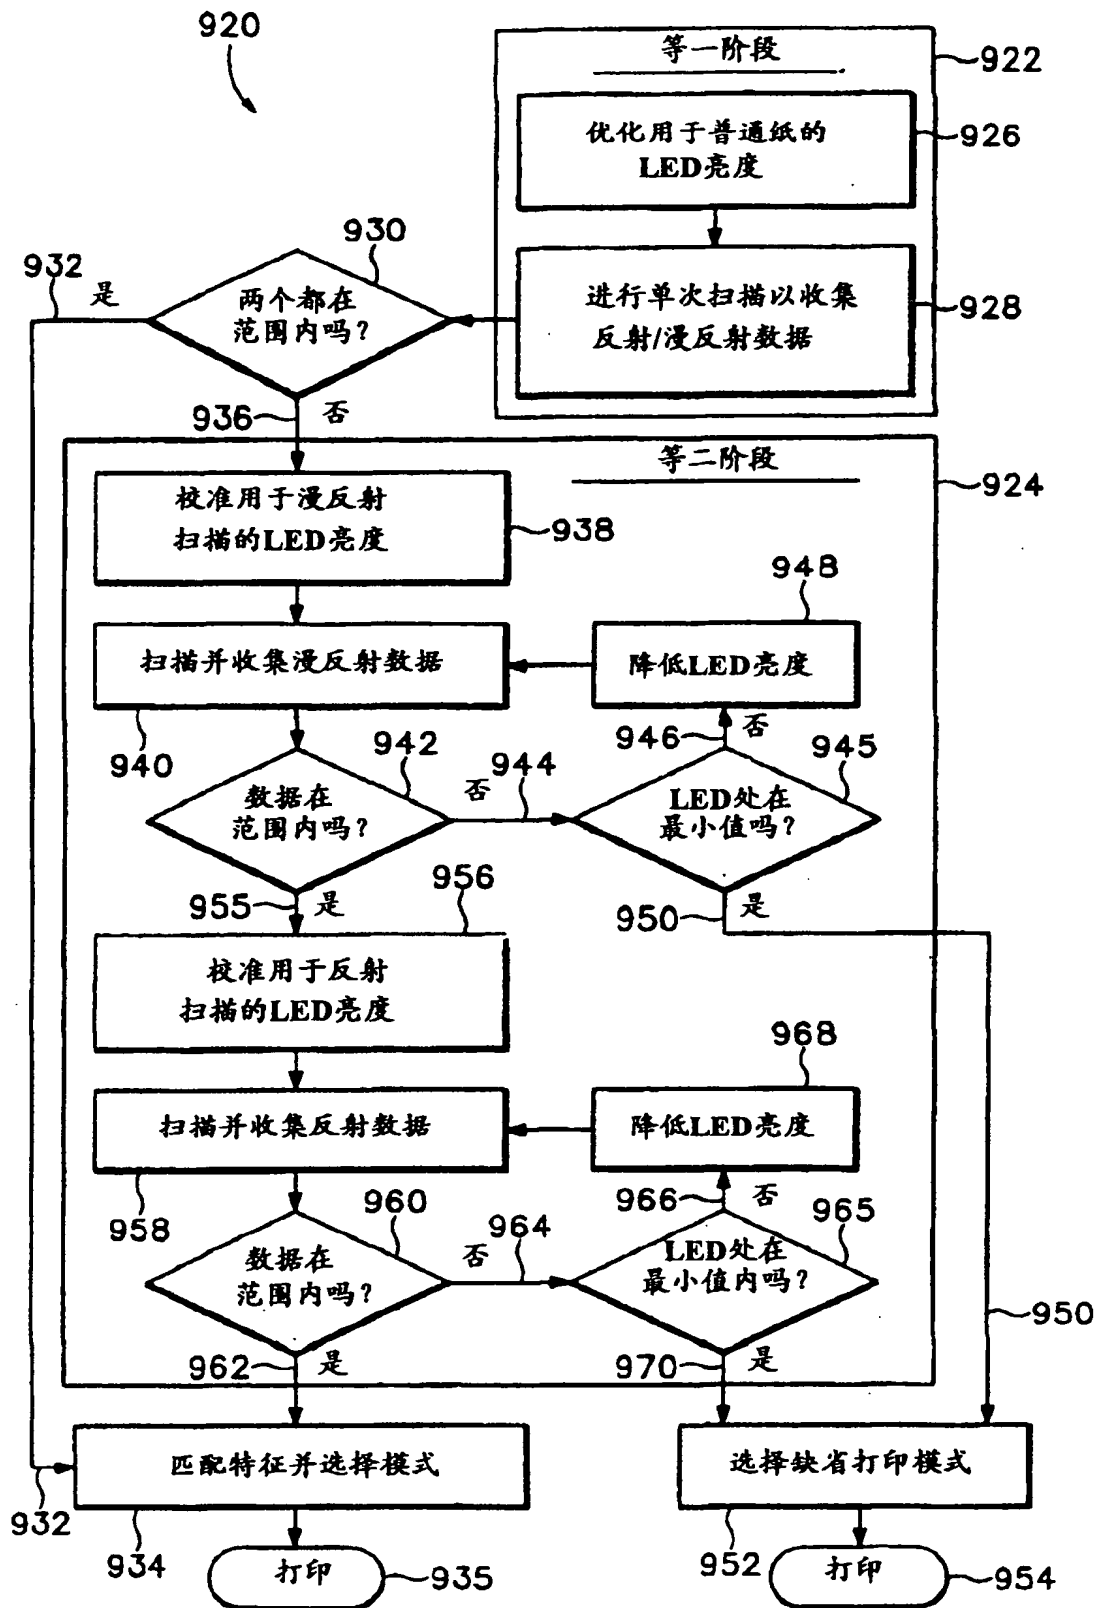 920
等一阶段
922
优化用于普通纸的
LED亮度
926
进行单次扫描以收集
反射/漫反射数据
928
930
932
是
两个都在
范围内吗?
936
否
等二阶段
924
校准用于漫反射
扫描的LED亮度
938
948
扫描并收集漫反射数据
降低LED亮度
940
942
944
946
否
945
数据在
范围内吗?
否
LED处在
最小值吗?
955
是
956
950
是
校准用于反射
扫描的LED亮度
968
扫描并收集反射数据
降低LED亮度
958
960
964
966
否
965
数据在
范围内吗?
否
LED处在
最小值内吗?
950
962
是
970
是
匹配特征并选择模式
选择缺省打印模式
932
934
952
打印
935
打印
954